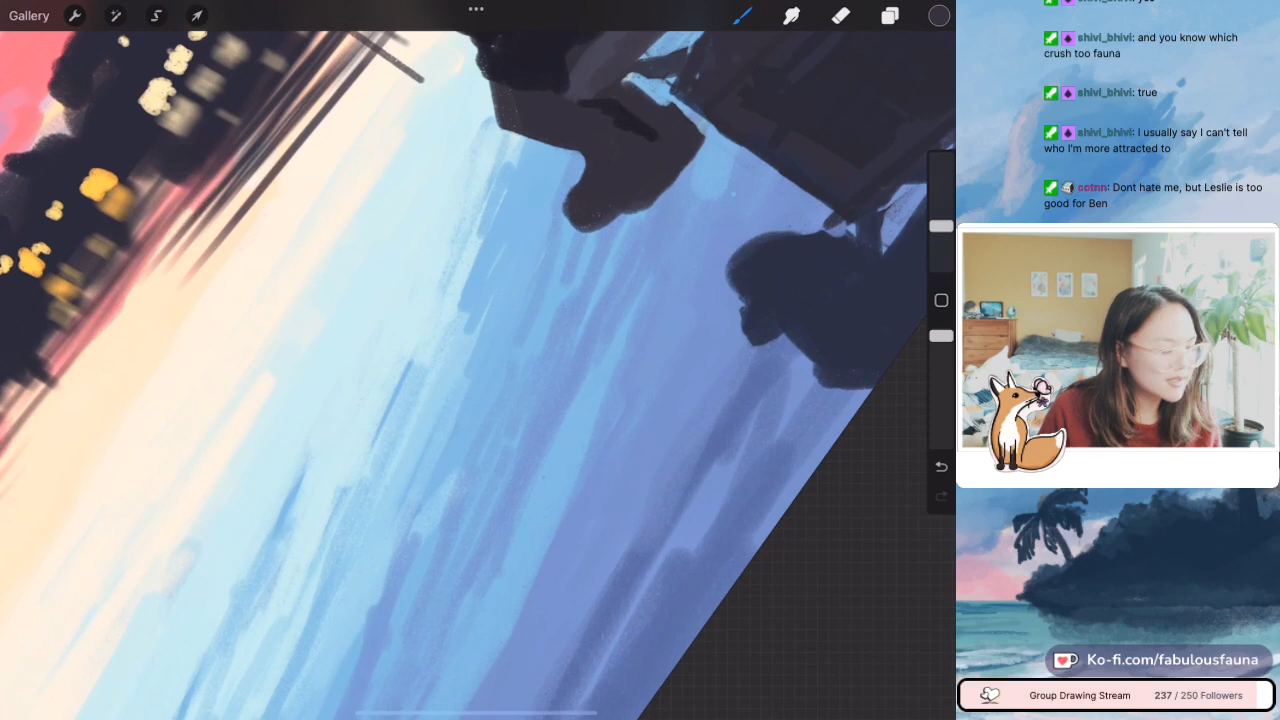 Gallery
shivi_bhivi: yes
shivi_bhivi: and you know which
crush too fauna
shivi_bhivi: true
shivi_bhivi: I usually say I can't tell
who I'm more attracted to
cotnn: Dont hate me, but Leslie is too
good for Ben
Ko-fi.com/fabulousfauna
Group Drawing Stream 237 / 250 Followers